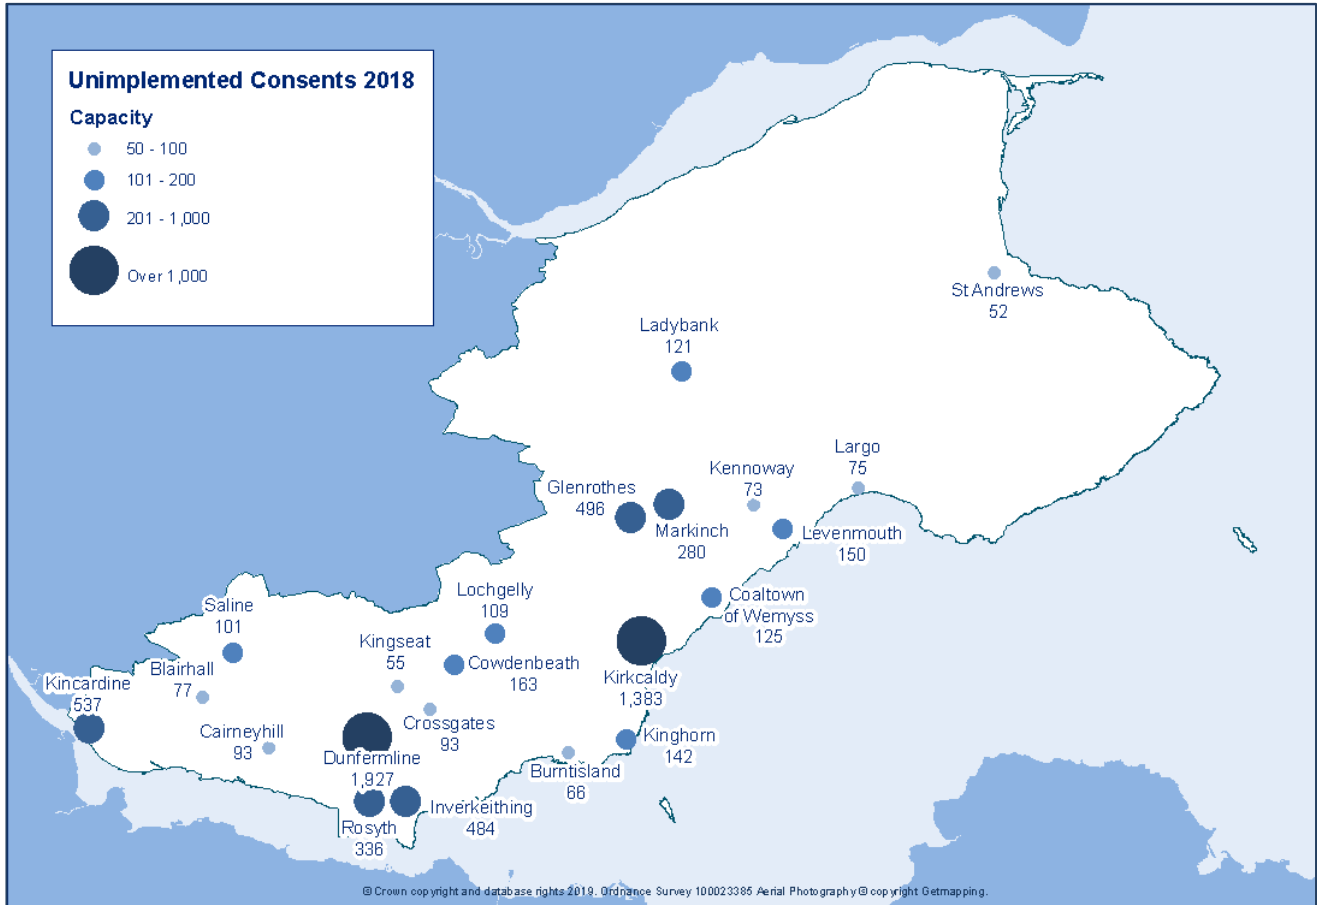 Unimplemented Consents 2018
Capacity
50 - 100
101 - 200
201 - 1,000
Over 1,000
St Andrews
52
Ladybank
121
Largo
75
Kennoway
73
Glenrothes
496
Markinch
280
Levenmouth
150
Coaltown
of Wemyss
125
Lochgelly
109
Saline
101
Kingseat
55
Cowdenbeath
163
Blairhall
77
Kincardine
537
Kirkcaldy
1,383
Crossgates
93
Cairneyhill
93
Kinghorn
142
Dunfermline
1,927
Burntisland
66
Inverkeithing
484
Rosyth
336
© Crown copyright and database rights 2019. Ordnance Survey 100023385 Aerial Photography © copyright Getmapping.